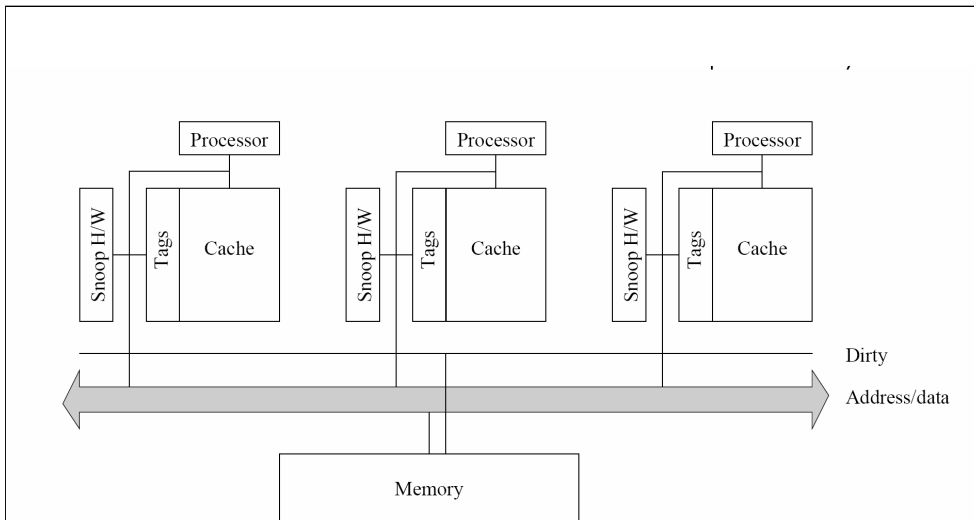 Processor
Processor
Processor
Snoop H/W
Tags
Cache
Snoop H/W
Tags
Cache
Snoop H/W
Tags
Cache
Dirty
Address/data
Memory